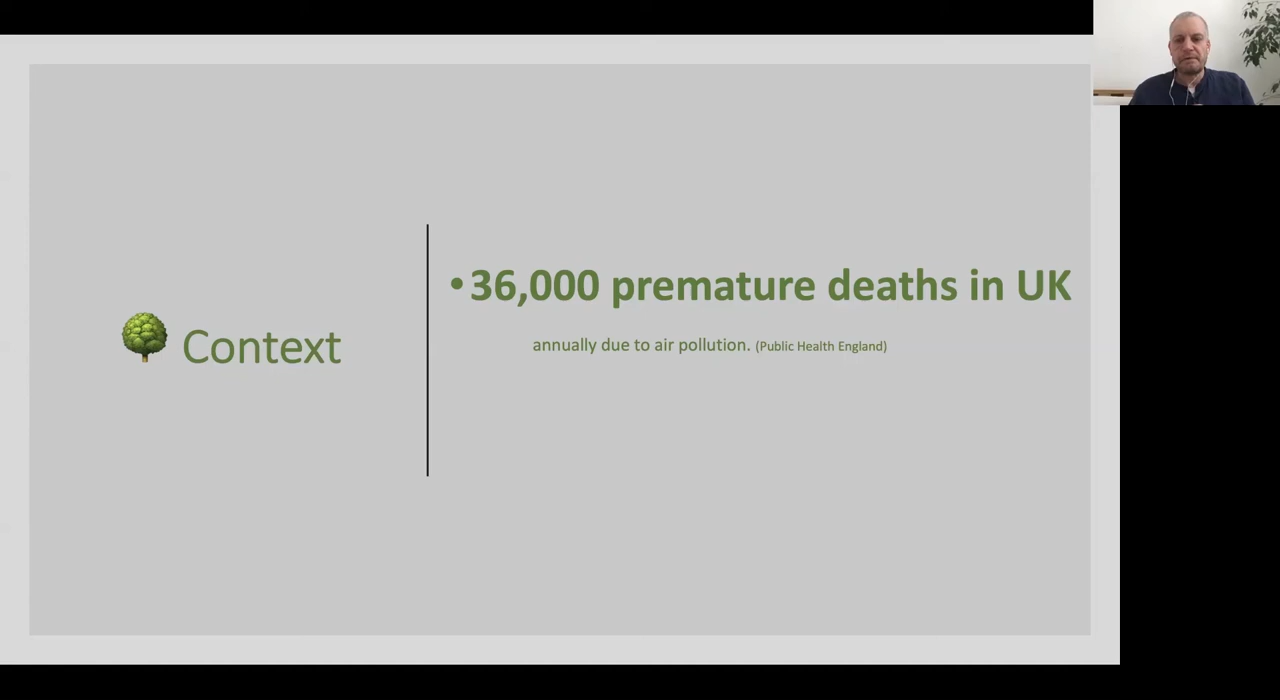 Context
•36,000 premature deaths in UK
annually due to air pollution. (Public Health England)